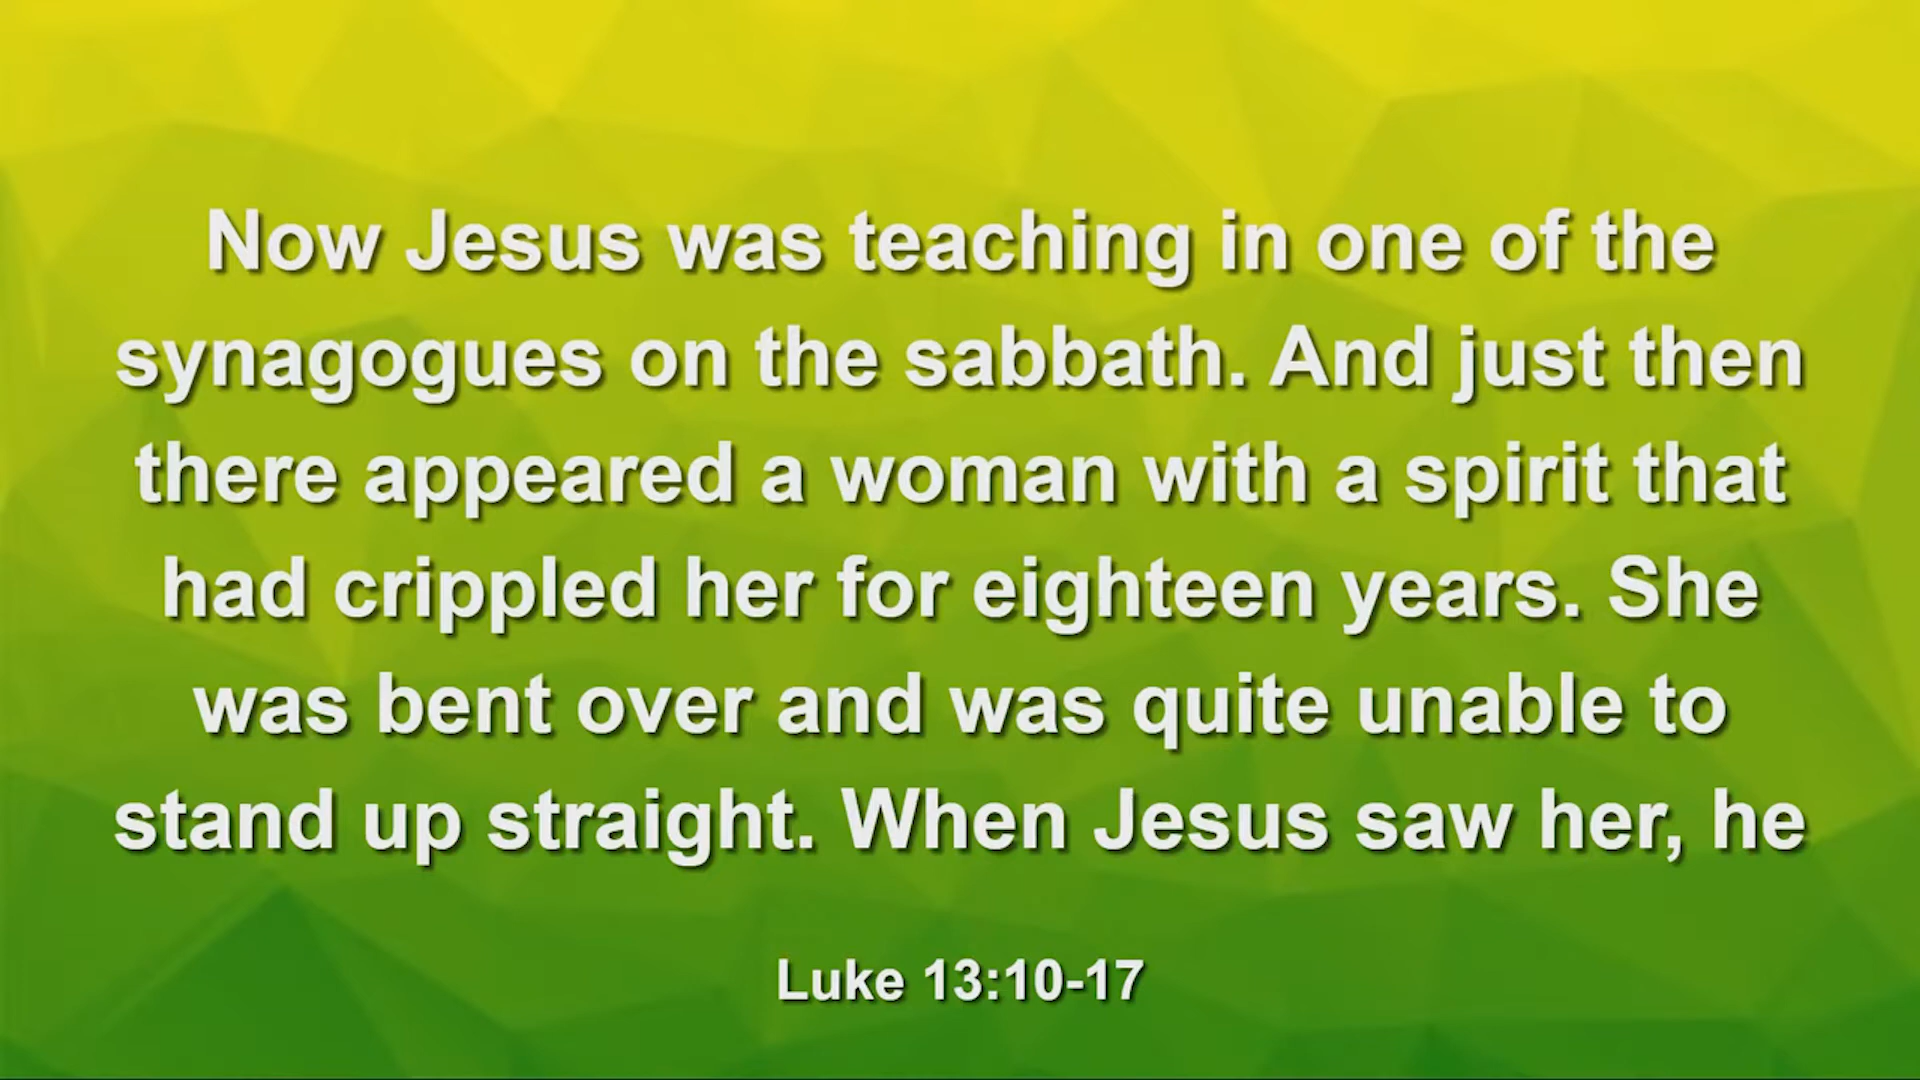 Now Jesus was teaching in one of the
synagogues on the sabbath. And just then
there appeared a woman with a spirit that
had crippled her for eighteen years. She
was bent over and was quite unable to
stand up straight. When Jesus saw her, he
Luke 13:10-17